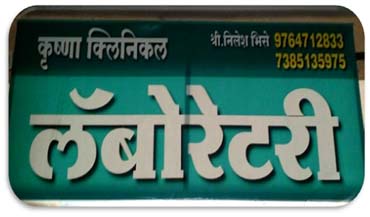 कृष्णा क्लिनिकल श्री.निलेश भिसे 9764712833
7385135975
लॅबोरेटरी